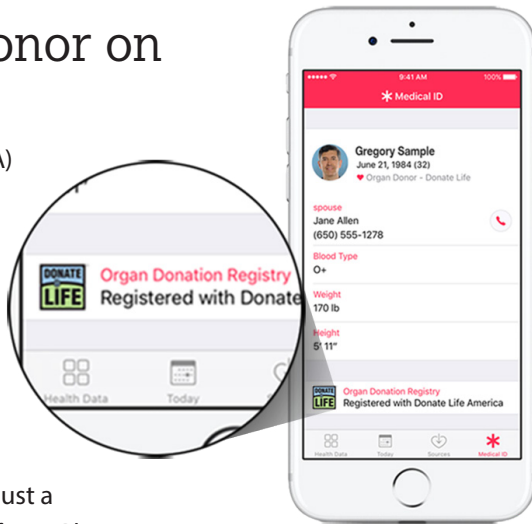 onor on
A)
ust a
9:41 AM
100%
Medical ID
Gregory Sample
June 21, 1984 (32)
Organ Donor - Donate Life
spouse
Jane Allen
(650) 555-1278
Blood Type
O+
Weight
170 lb
Height
5' 11"
DONATE
LIFE
Organ Donation Registry
Registered with Donate Life America
Health Data
Today
Sources
Medical ID
DONATE
LIFE
Organ Donation Registry
Registered with Donate
Health Data
Today